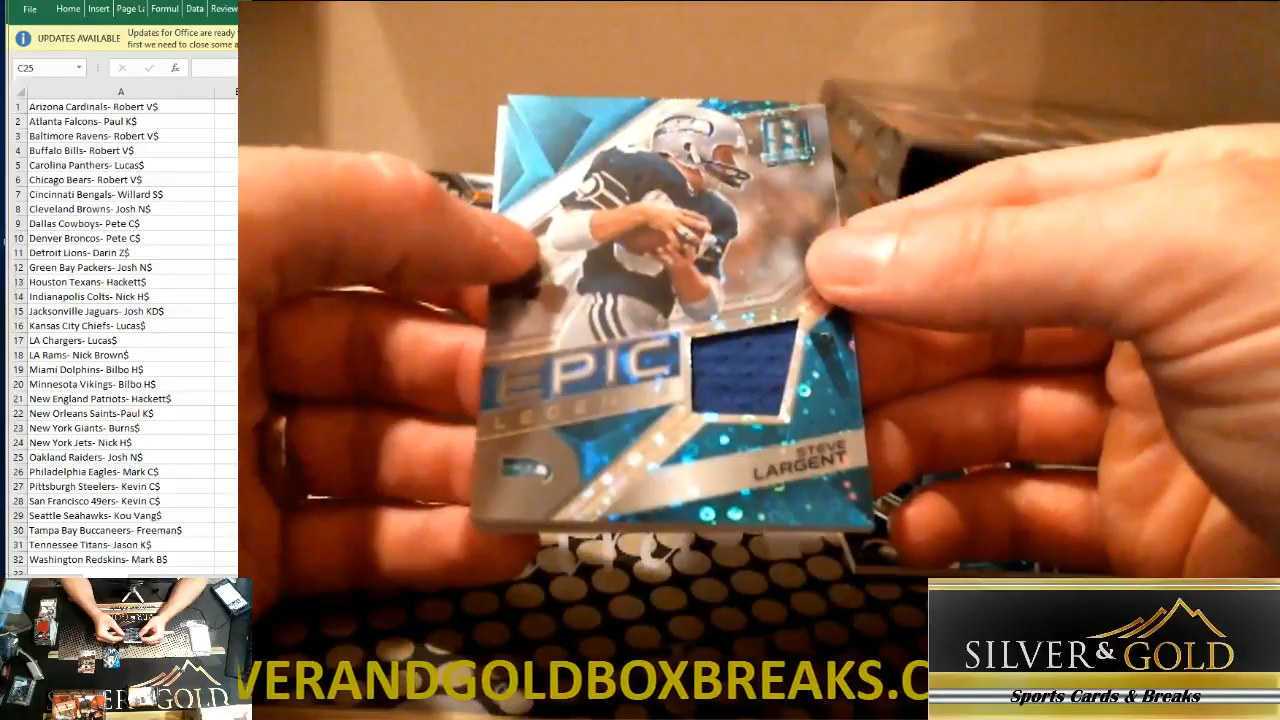 File Home Insert Page La Formul Data Review
UPDATES AVAILABLE Updates for Office are ready
first we need to close some a
C25
fx
A
1 Arizona Cardinals- Robert V$
2 Atlanta Falcons- Paul K$
3 Baltimore Ravens- Robert V$
4 Buffalo Bills- Robert V$
5 Carolina Panthers- Lucas$
6 Chicago Bears- Robert V$
7 Cincinnati Bengals- Willard S$
8 Cleveland Browns- Josh N$
9 Dallas Cowboys- Pete C$
10 Denver Broncos- Pete C$
11 Detroit Lions- Darin Z$
12 Green Bay Packers- Josh N$
13 Houston Texans- Hackett$
14 Indianapolis Colts- Nick H$
15 Jacksonville Jaguars- Josh KD$
16 Kansas City Chiefs- Lucas$
17 LA Chargers- Lucas$
18 LA Rams- Nick Brown$
19 Miami Dolphins- Bilbo H$
20 Minnesota Vikings- Bilbo H$
21 New England Patriots- Hackett$
22 New Orleans Saints-Paul K$
23 New York Giants- Burns$
24 New York Jets- Nick H$
25 Oakland Raiders- Josh N$
26 Philadelphia Eagles- Mark C$
27 Pittsburgh Steelers- Kevin C$
28 San Francisco 49ers- Kevin C$
29 Seattle Seahawks- Kou Vang$
30 Tampa Bay Buccaneers- Freeman$
31 Tennessee Titans- Jason K$
32 Washington Redskins- Mark B$
EPIC
STEVE
LARGENT
SILVER & GOLD
Sports Cards & Breaks
VERANDGOLDBOXBREAKS.C